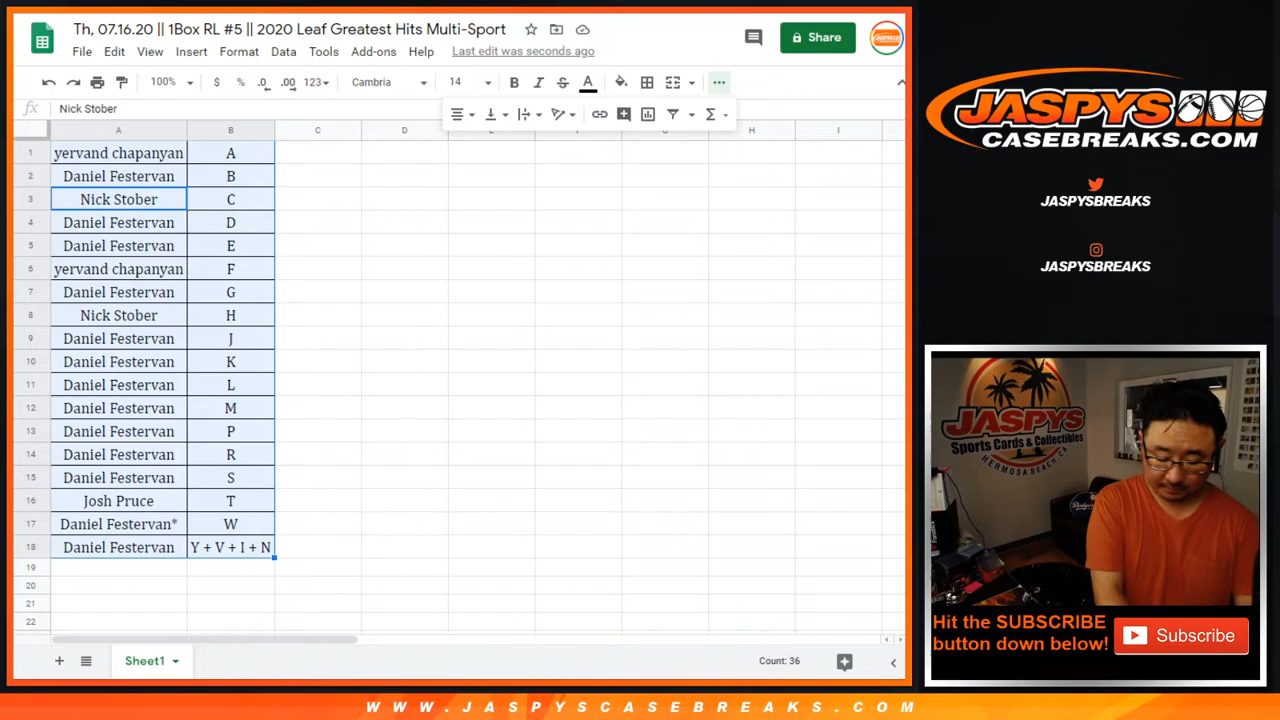 Th, 07.16.20 || 1Box RL #5 || 2020 Leaf Greatest Hits Multi-Sport
File Edit View Insert Format Data Tools Add-ons Help Last edit was seconds ago
Share
100% $ % .0 .00 123 Cambria 14 B I S A
fx Nick Stober
A B C D H I
1 yervand chapanyan A
2 Daniel Festervan B
3 Nick Stober C
4 Daniel Festervan D
5 Daniel Festervan E
6 yervand chapanyan F
7 Daniel Festervan G
8 Nick Stober H
9 Daniel Festervan J
10 Daniel Festervan K
11 Daniel Festervan L
12 Daniel Festervan M
13 Daniel Festervan P
14 Daniel Festervan R
15 Daniel Festervan S
16 Josh Pruce T
17 Daniel Festervan* W
18 Daniel Festervan Y + V + I + N
19
20
21
22
Sheet1 Count: 36
JASPYS
CASEBREAKS.COM
JASPYSBREAKS
JASPYSBREAKS
JASPYS
Sports Cards & Collectibles
HERMOSA BEACH, CA
Dodgers
Hit the SUBSCRIBE
button down below!
Subscribe
WWW.JASPYSCASEBREAKS.COM